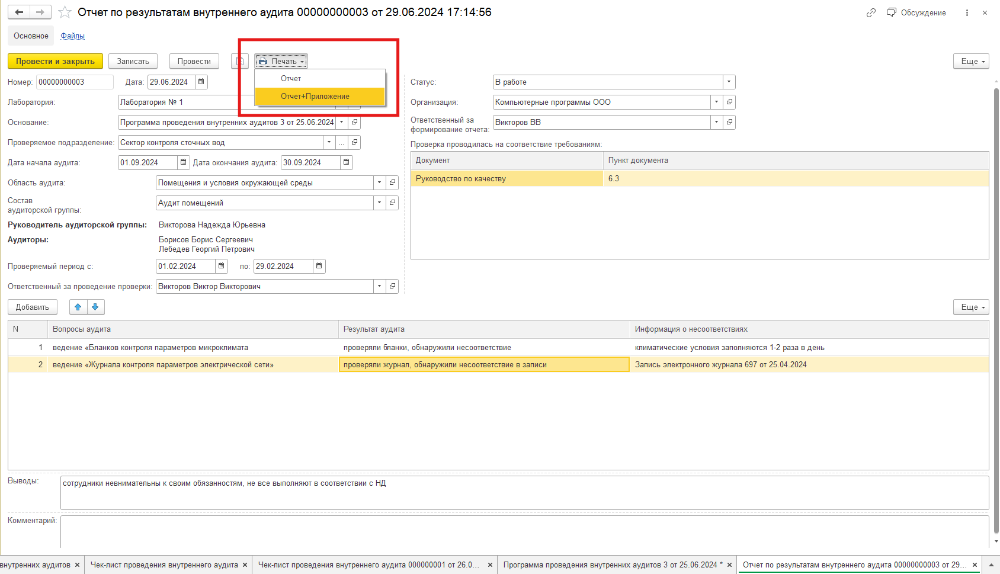 Отчет по результатам внутреннего аудита 00000000003 от 29.06.2024 17:14:56
Обсуждение
Основное Файлы
Провести и закрыть Записать Провести Печать Еще
Отчет
Отчет+Приложение
Номер: 00000000003 Дата: 29.06.2024
Лаборатория: Лаборатория № 1
Основание: Программа проведения внутренних аудитов 3 от 25.06.2024
Проверяемое подразделение: Сектор контроля сточных вод ...
Дата начала аудита: 01.09.2024 Дата окончания аудита: 30.09.2024
Область аудита: Помещения и условия окружающей среды
Состав
аудиторской группы: Аудит помещений
Руководитель аудиторской группы: Викторова Надежда Юрьевна
Аудиторы: Борисов Борис Сергеевич
Лебедев Георгий Петрович
Проверяемый период с: 01.02.2024 по: 29.02.2024
Ответственный за проведение проверки: Викторов Виктор Викторович
Статус: В работе
Организация: Компьютерные программы ООО
Ответственный за
формирование отчета: Викторов ВВ
Проверка проводилась на соответствие требованиям:
Документ Пункт документа
Руководство по качеству 6.3
Добавить Еще
N Вопросы аудита Результат аудита Информация о несоответствиях
1 ведение «Бланков контроля параметров микроклимата проверяли бланки, обнаружили несоответствие климатические условия заполняются 1-2 раза в день
2 ведение «Журнала контроля параметров электрической сети» проверяли журнал, обнаружили несоответствие в записи Запись электронного журнала 697 от 25.04.2024
Выводы: сотрудники невнимательны к своим обязанностям, не все выполняют в соответствии с НД
Комментарий:
внутренних аудитов Чек-лист проведения внутреннего аудита Чек-лист проведения внутреннего аудита 000000001 от 26.0... Программа проведения внутренних аудитов 3 от 25.06.2024 * Отчет по результатам внутреннего аудита 00000000003 от 29...